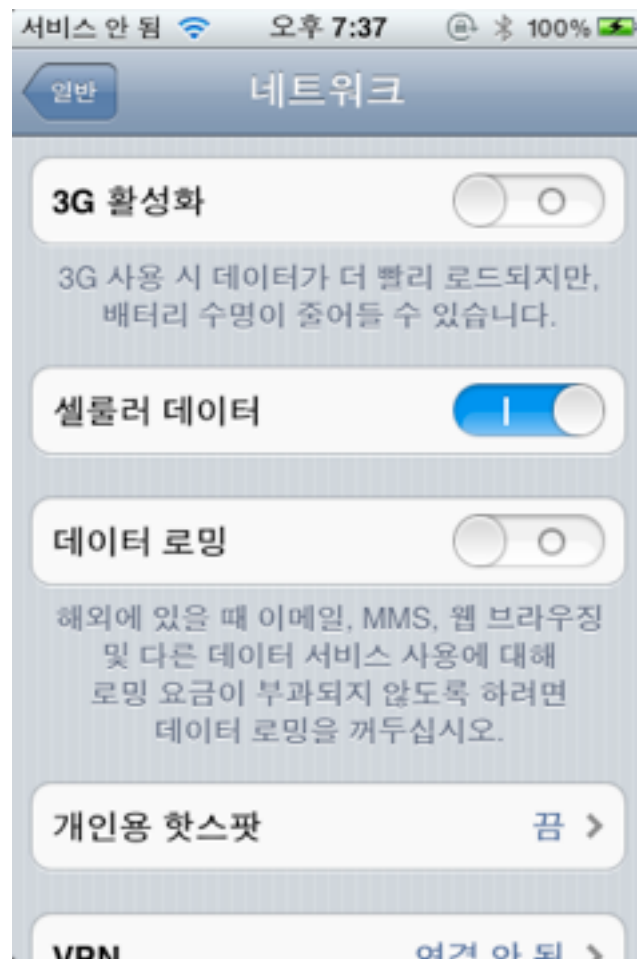 서비스 안 됨 오후 7:37 100%
일반 네트워크
3G 활성화
3G 사용 시 데이터가 더 빨리 로드되지만,
배터리 수명이 줄어들 수 있습니다.
셀룰러 데이터
데이터 로밍
해외에 있을 때 이메일, MMS, 웹 브라우징
및 다른 데이터 서비스 사용에 대해
로밍 요금이 부과되지 않도록 하려면
데이터 로밍을 꺼두십시오.
개인용 핫스팟 끔
VPN 연결 안 됨